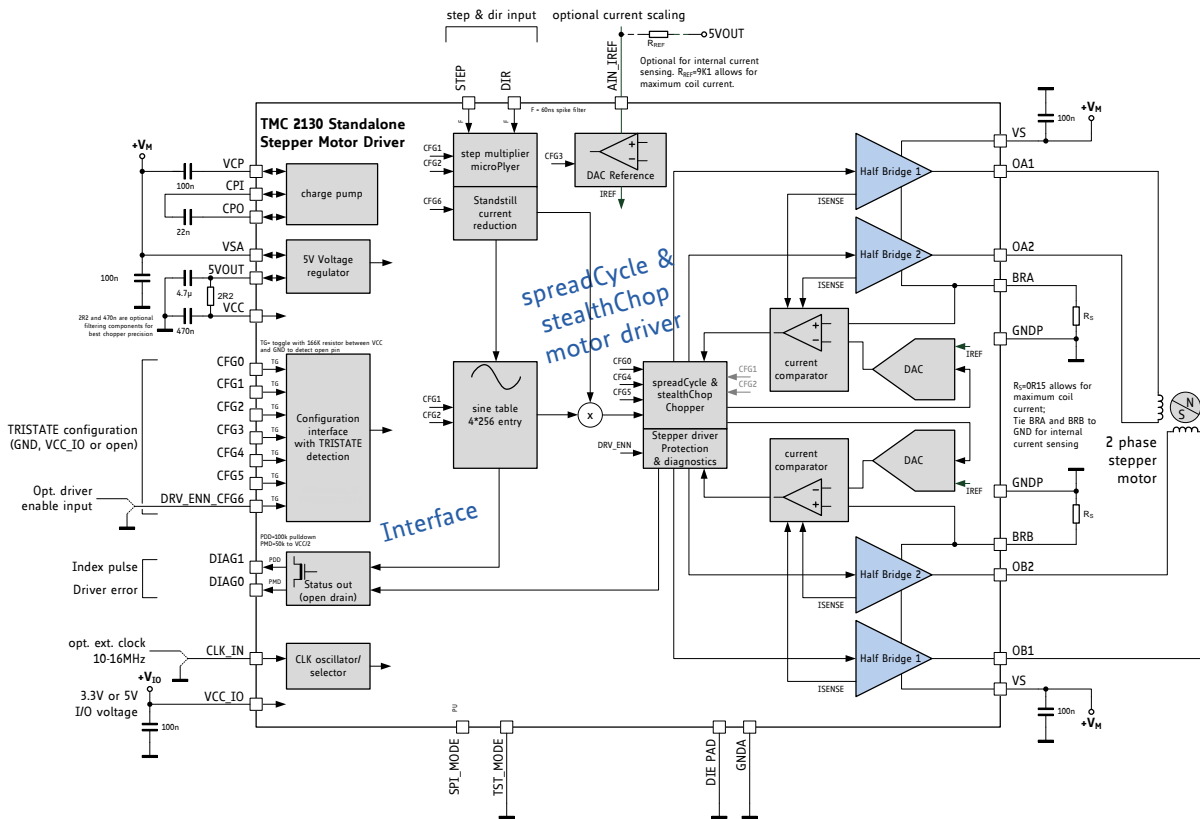 step & dir input
optional current scaling
5VOUT
RREF
Optional for internal current
sensing. RREF=9K1 allows for
maximum coil current.
STEP
DIR
AIN_IREF
F = 60ns spike filter
TMC 2130 Standalone
Stepper Motor Driver
+VM
VCP
100n
CPI
CPO
22n
charge pump
VSA
100n
5VOUT
4.7µ
2R2
VCC
470n
5V Voltage
regulator
2R2 and 470n are optional
filtering components for
best chopper precision
CFG1
CFG2
step multiplier
microPlyer
CFG6
Standstill
current
reduction
CFG3
DAC Reference
IREF
spreadCycle &
stealthChop
motor driver
TG= toggle with 166K resistor between VCC
and GND to detect open pin
TRISTATE configuration
(GND, VCC_IO or open)
CFG0
TG
CFG1
TG
CFG2
TG
CFG3
TG
CFG4
TG
CFG5
TG
Opt. driver
enable input
DRV_ENN_CFG6
TG
Configuration
interface
with TRISTATE
detection
CFG1
CFG2
sine table
4*256 entry
x
CFG0
CFG4
CFG5
CFG1
CFG2
spreadCycle &
stealthChop
Chopper
DRV_ENN
Stepper driver
Protection
& diagnostics
Interface
PDD=100k pulldown
PMD=50k to VCC/2
Index pulse
DIAG1
PDD
Driver error
DIAG0
PMD
Status out
(open drain)
opt. ext. clock
10-16MHz
CLK_IN
CLK oscillator/
selector
+VIO
3.3V or 5V
I/O voltage
VCC_IO
100n
PU
SPI_MODE
TST_MODE
DIE PAD
GNDA
Half Bridge 1
ISENSE
Half Bridge 2
ISENSE
current
comparator
DAC
IREF
current
comparator
DAC
IREF
Half Bridge 2
ISENSE
Half Bridge 1
ISENSE
100n
+VM
VS
OA1
OA2
BRA
RS
GNDP
RS=0R15 allows for
maximum coil
current;
Tie BRA and BRB to
GND for internal
current sensing
N
S
2 phase
stepper
motor
GNDP
RS
BRB
OB2
OB1
VS
100n
+VM